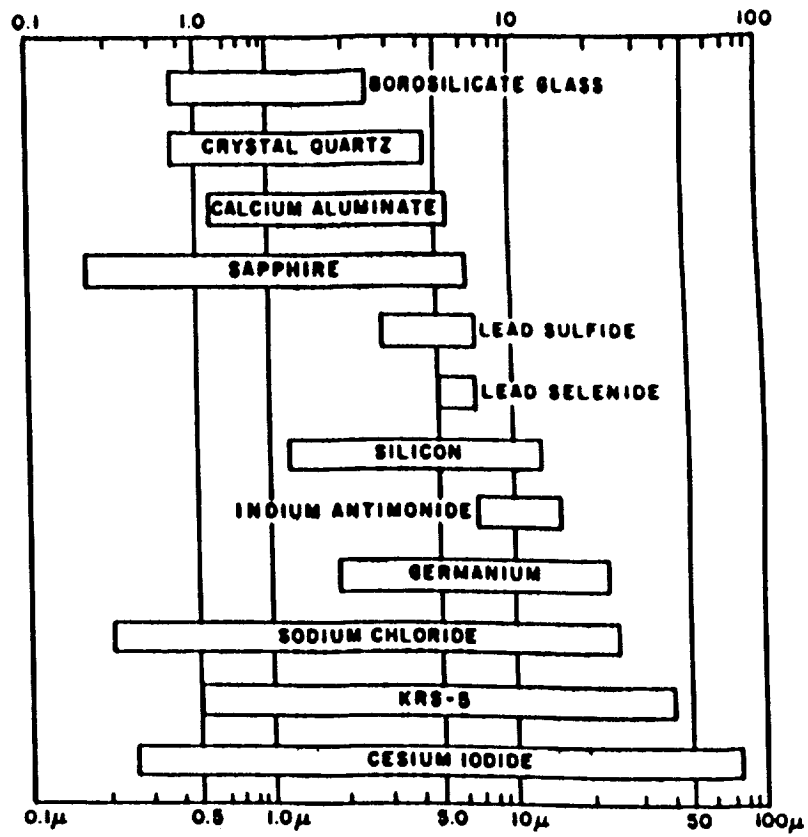 0.1 1.0 10 100
BOROSILICATE GLASS
CRYSTAL QUARTZ
CALCIUM ALUMINATE
SAPPHIRE
LEAD SULFIDE
LEAD SELENIDE
SILICON
INDIUM ANTIMONIDE
GERMANIUM
SODIUM CHLORIDE
KRS-5
CESIUM IODIDE
0.1μ 0.5 1.0μ 5.0 10μ 50 100μ